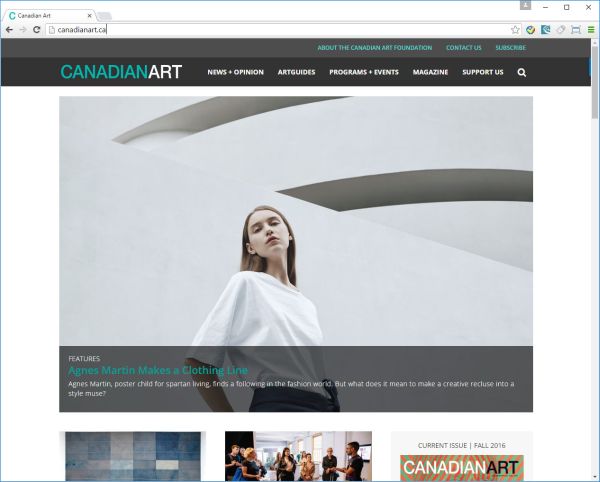 Canadian Art
canadianart.ca
ABOUT THE CANADIAN ART FOUNDATION CONTACT US SUBSCRIBE
CANADIANART NEWS + OPINION ARTGUIDES PROGRAMS + EVENTS MAGAZINE SUPPORT US
FEATURES
Agnes Martin Makes a Clothing Line
Agnes Martin, poster child for spartan living, finds a following in the fashion world. But what does it mean to make a creative recluse into a
style muse?
CURRENT ISSUE | FALL 2016
CANADIANART